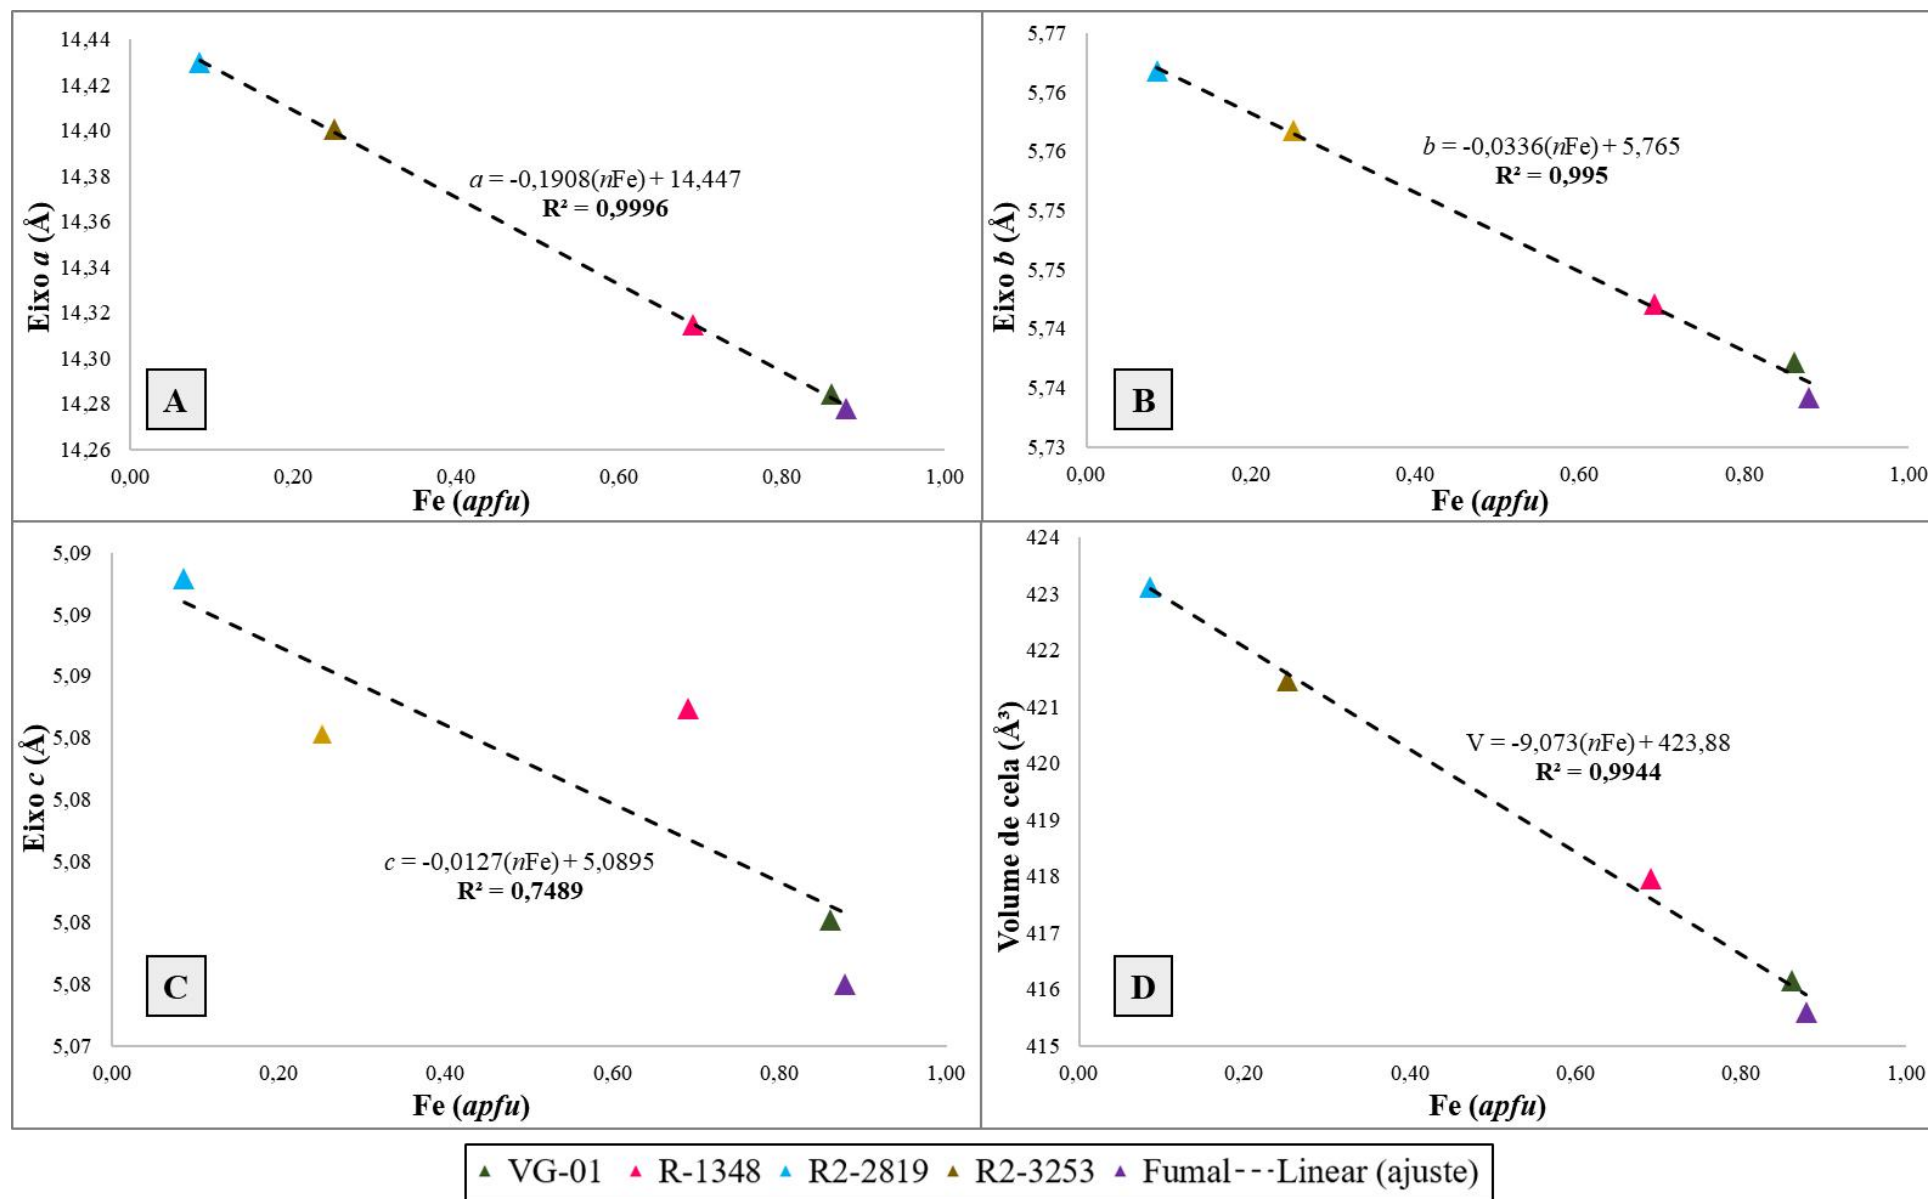 14,44
14,42
14,40
14,38
14,36
14,34
14,32
14,30
14,28
14,26
Eixo a (Å)
a = -0,1908(nFe) + 14,447
R² = 0,9996
A
0,00 0,20 0,40 0,60 0,80 1,00
Fe (apfu)
5,77
5,76
5,76
5,75
5,75
5,74
5,74
5,73
Eixo b (Å)
b = -0,0336(nFe) + 5,765
R² = 0,995
B
0,00 0,20 0,40 0,60 0,80 1,00
Fe (apfu)
5,09
5,09
5,09
5,08
5,08
5,08
5,08
5,08
5,07
Eixo c (Å)
c = -0,0127(nFe) + 5,0895
R² = 0,7489
C
0,00 0,20 0,40 0,60 0,80 1,00
Fe (apfu)
424
423
422
421
420
419
418
417
416
415
Volume de cela (Å³)
V = -9,073(nFe) + 423,88
R² = 0,9944
D
0,00 0,20 0,40 0,60 0,80 1,00
Fe (apfu)
VG-01 R-1348 R2-2819 R2-3253 Fumal---Linear (ajuste)